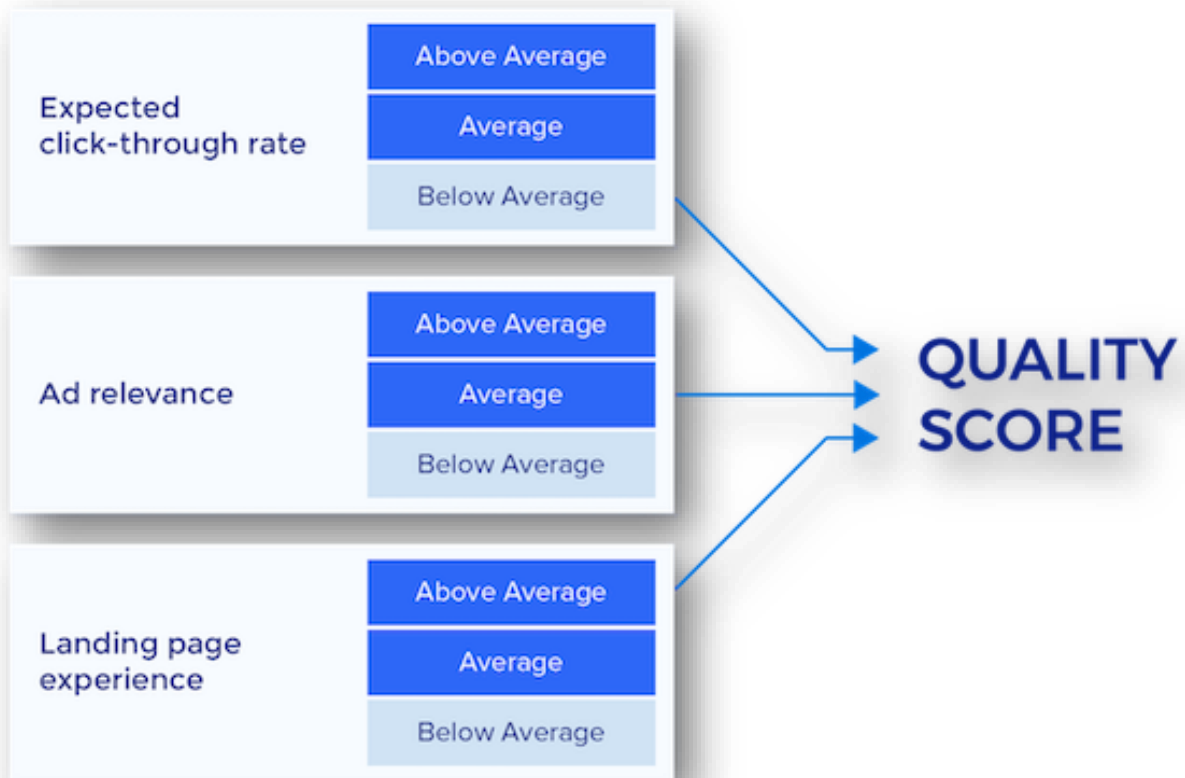 Expected
click-through rate
Above Average
Average
Below Average
Ad relevance
Above Average
Average
Below Average
Landing page
experience
Above Average
Average
Below Average
QUALITY
SCORE